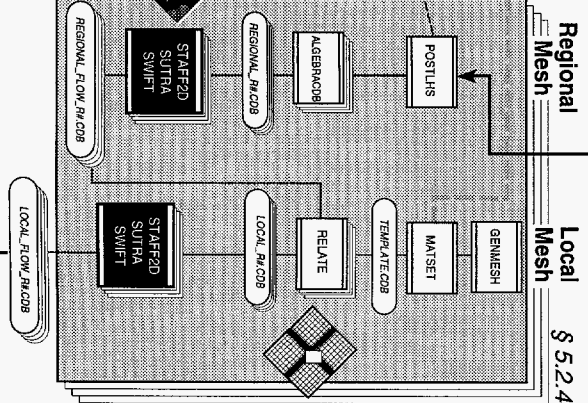 Regional
Mesh
POSTLHS
ALGEBRACDB
REGIONAL_R#.CDB
STAFF2D
SUTRA
SWIFT
REGIONAL_FLOW_R#.CDB
Local
Mesh
§ 5.2.4
GENMESH
MATSET
TEMPLATE.CDB
RELATE
LOCAL_R#.CDB
STAFF2D
SUTRA
SWIFT
LOCAL_FLOW_R#.CDB